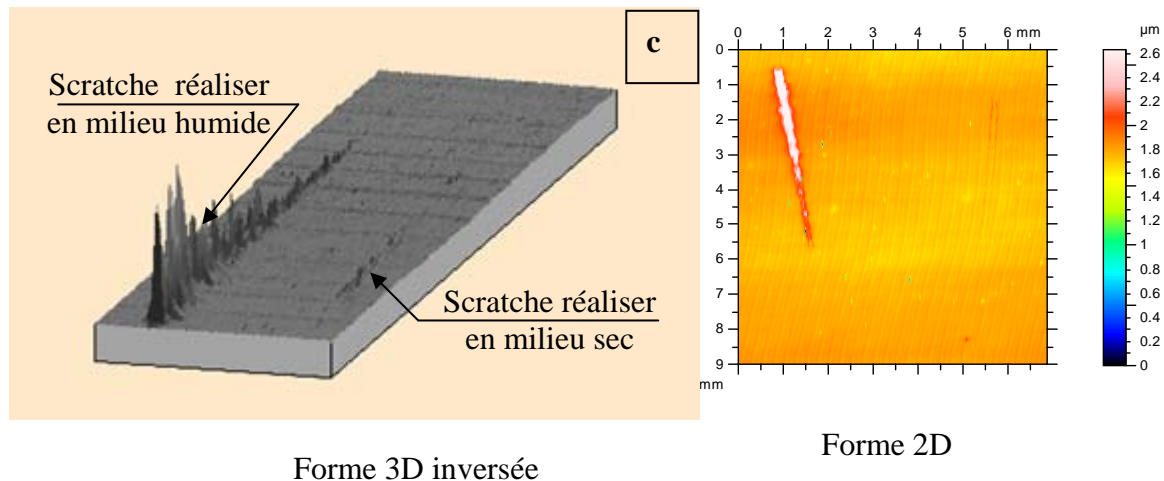 c
Scratche réaliser
en milieu humide
Scratche réaliser
en milieu sec
Forme 3D inversée
0 1 2 3 4 5 6 mm
0
1
2
3
4
5
6
7
8
9
mm
µm
2.6
2.4
2.2
2
1.8
1.6
1.4
1.2
1
0.8
0.6
0.4
0.2
0
Forme 2D